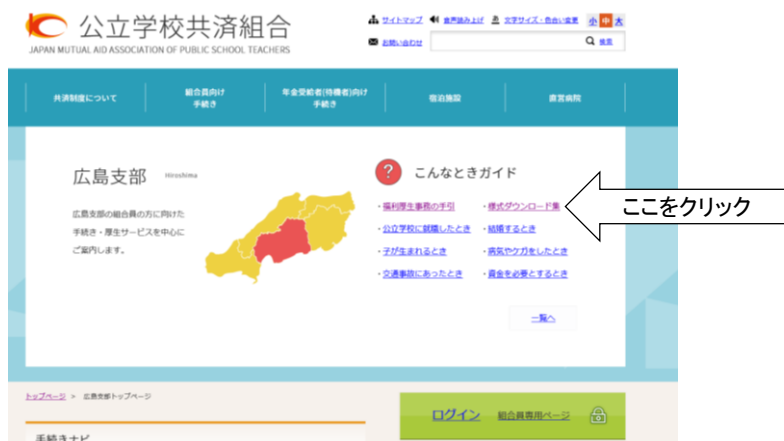 公立学校共済組合
JAPAN MUTUAL AID ASSOCIATION OF PUBLIC SCHOOL TEACHERS
サイトマップ 音声読み上げ 文字サイズ・色合い変更 小 中 大
お問い合わせ 検索
共済制度について
組合員向け
手続き
年金受給者(待機者)向け
手続き
宿泊施設
直営病院
広島支部 Hiroshima
広島支部の組合員の方に向けた
手続き・厚生サービスを中心に
ご案内します。
? こんなときガイド
・福利厚生事務の手引 ・様式ダウンロード集
・公立学校に就職したとき ・結婚するとき
・子が生まれるとき ・病気やケガをしたとき
・交通事故にあったとき ・資金を必要とするとき
一覧へ
ここをクリック
トップページ > 広島支部トップページ
ログイン 組合員専用ページ
手続きナビ